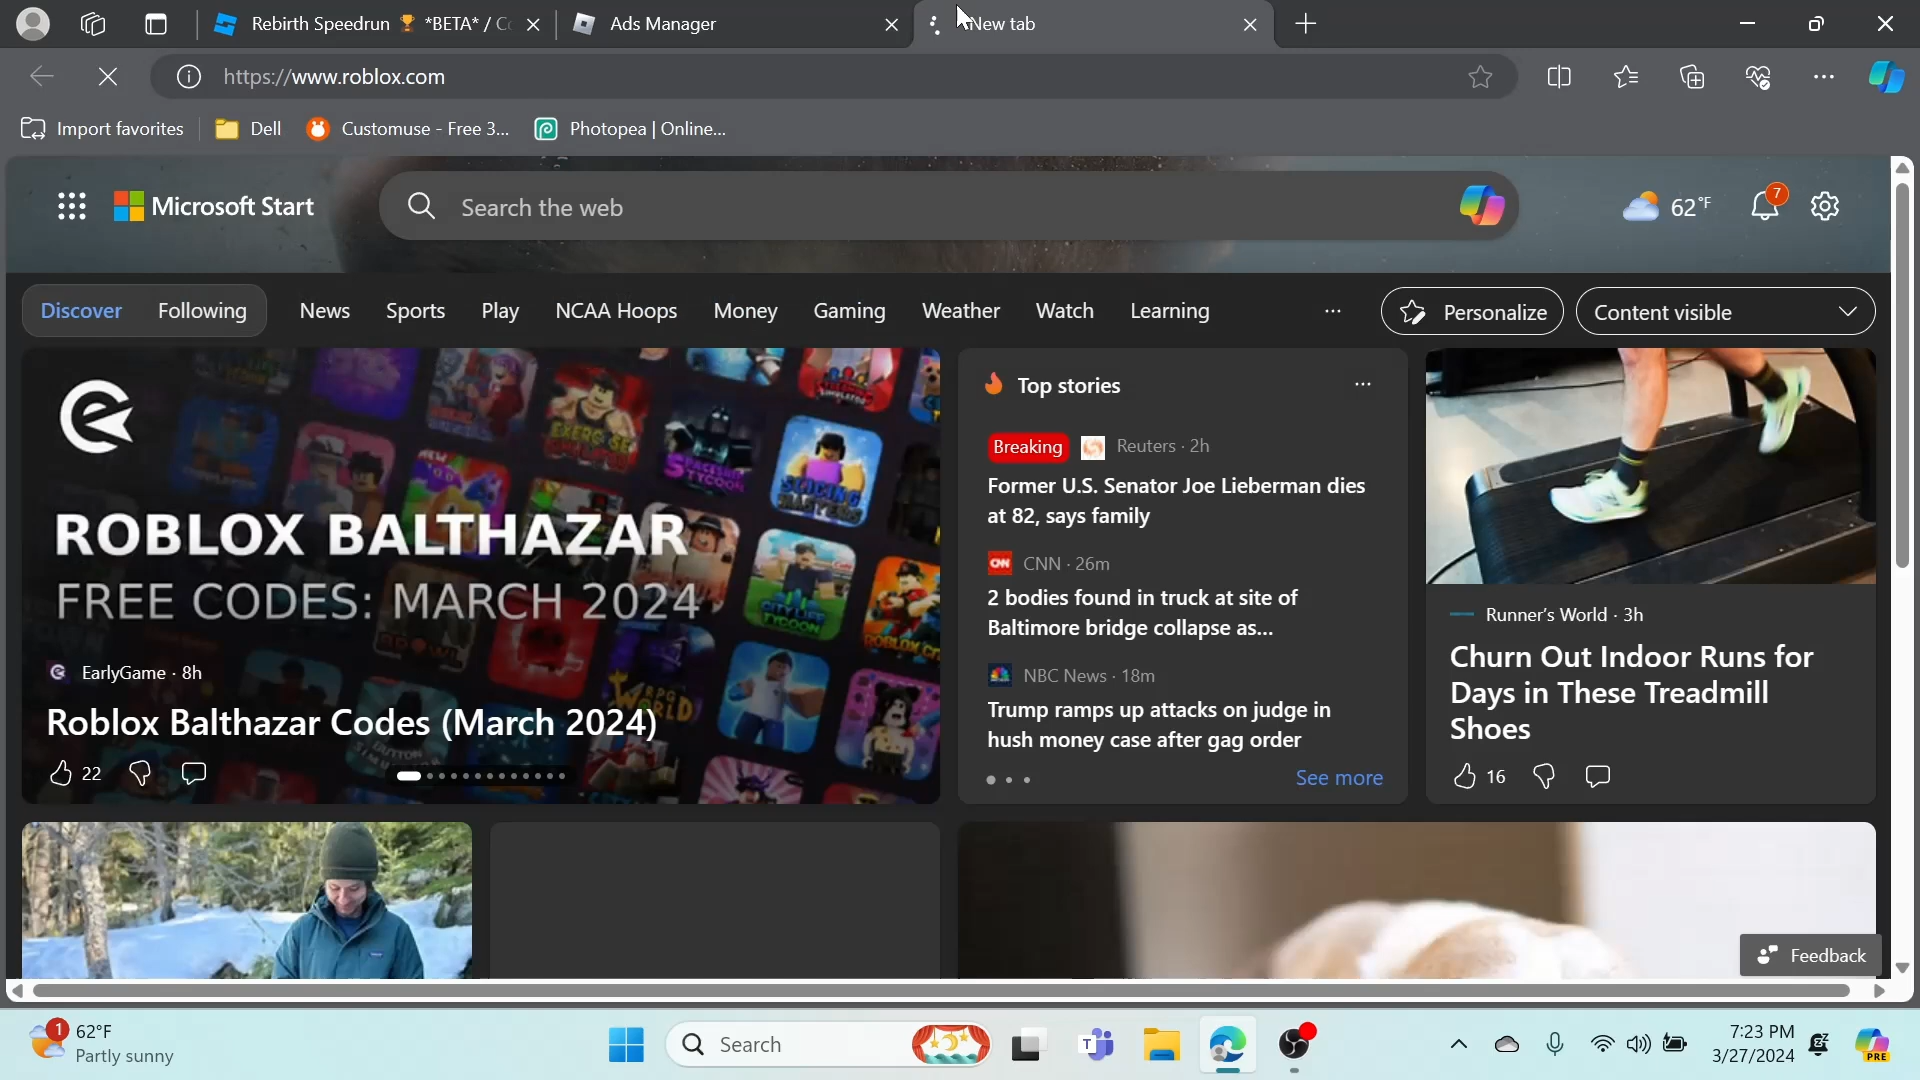 Rebirth Speedrun 🏆 *BETA* / Co
Ads Manager
New tab
https://www.roblox.com
Import favorites
Dell
Customuse - Free 3...
Photopea | Online...
Microsoft Start
Search the web
62°F
7
Discover
Following
News
Sports
Play
NCAA Hoops
Money
Gaming
Weather
Watch
Learning
...
Personalize
Content visible
ROBLOX BALTHAZAR
FREE CODES: MARCH 2024
EarlyGame · 8h
Roblox Balthazar Codes (March 2024)
22
Top stories
Breaking
Reuters · 2h
Former U.S. Senator Joe Lieberman dies
at 82, says family
CNN
CNN · 26m
2 bodies found in truck at site of
Baltimore bridge collapse as...
NBC News · 18m
Trump ramps up attacks on judge in
hush money case after gag order
See more
Runner's World · 3h
Churn Out Indoor Runs for
Days in These Treadmill
Shoes
16
Feedback
1
62°F
Partly sunny
Search
T
7:23 PM
3/27/2024
PRE